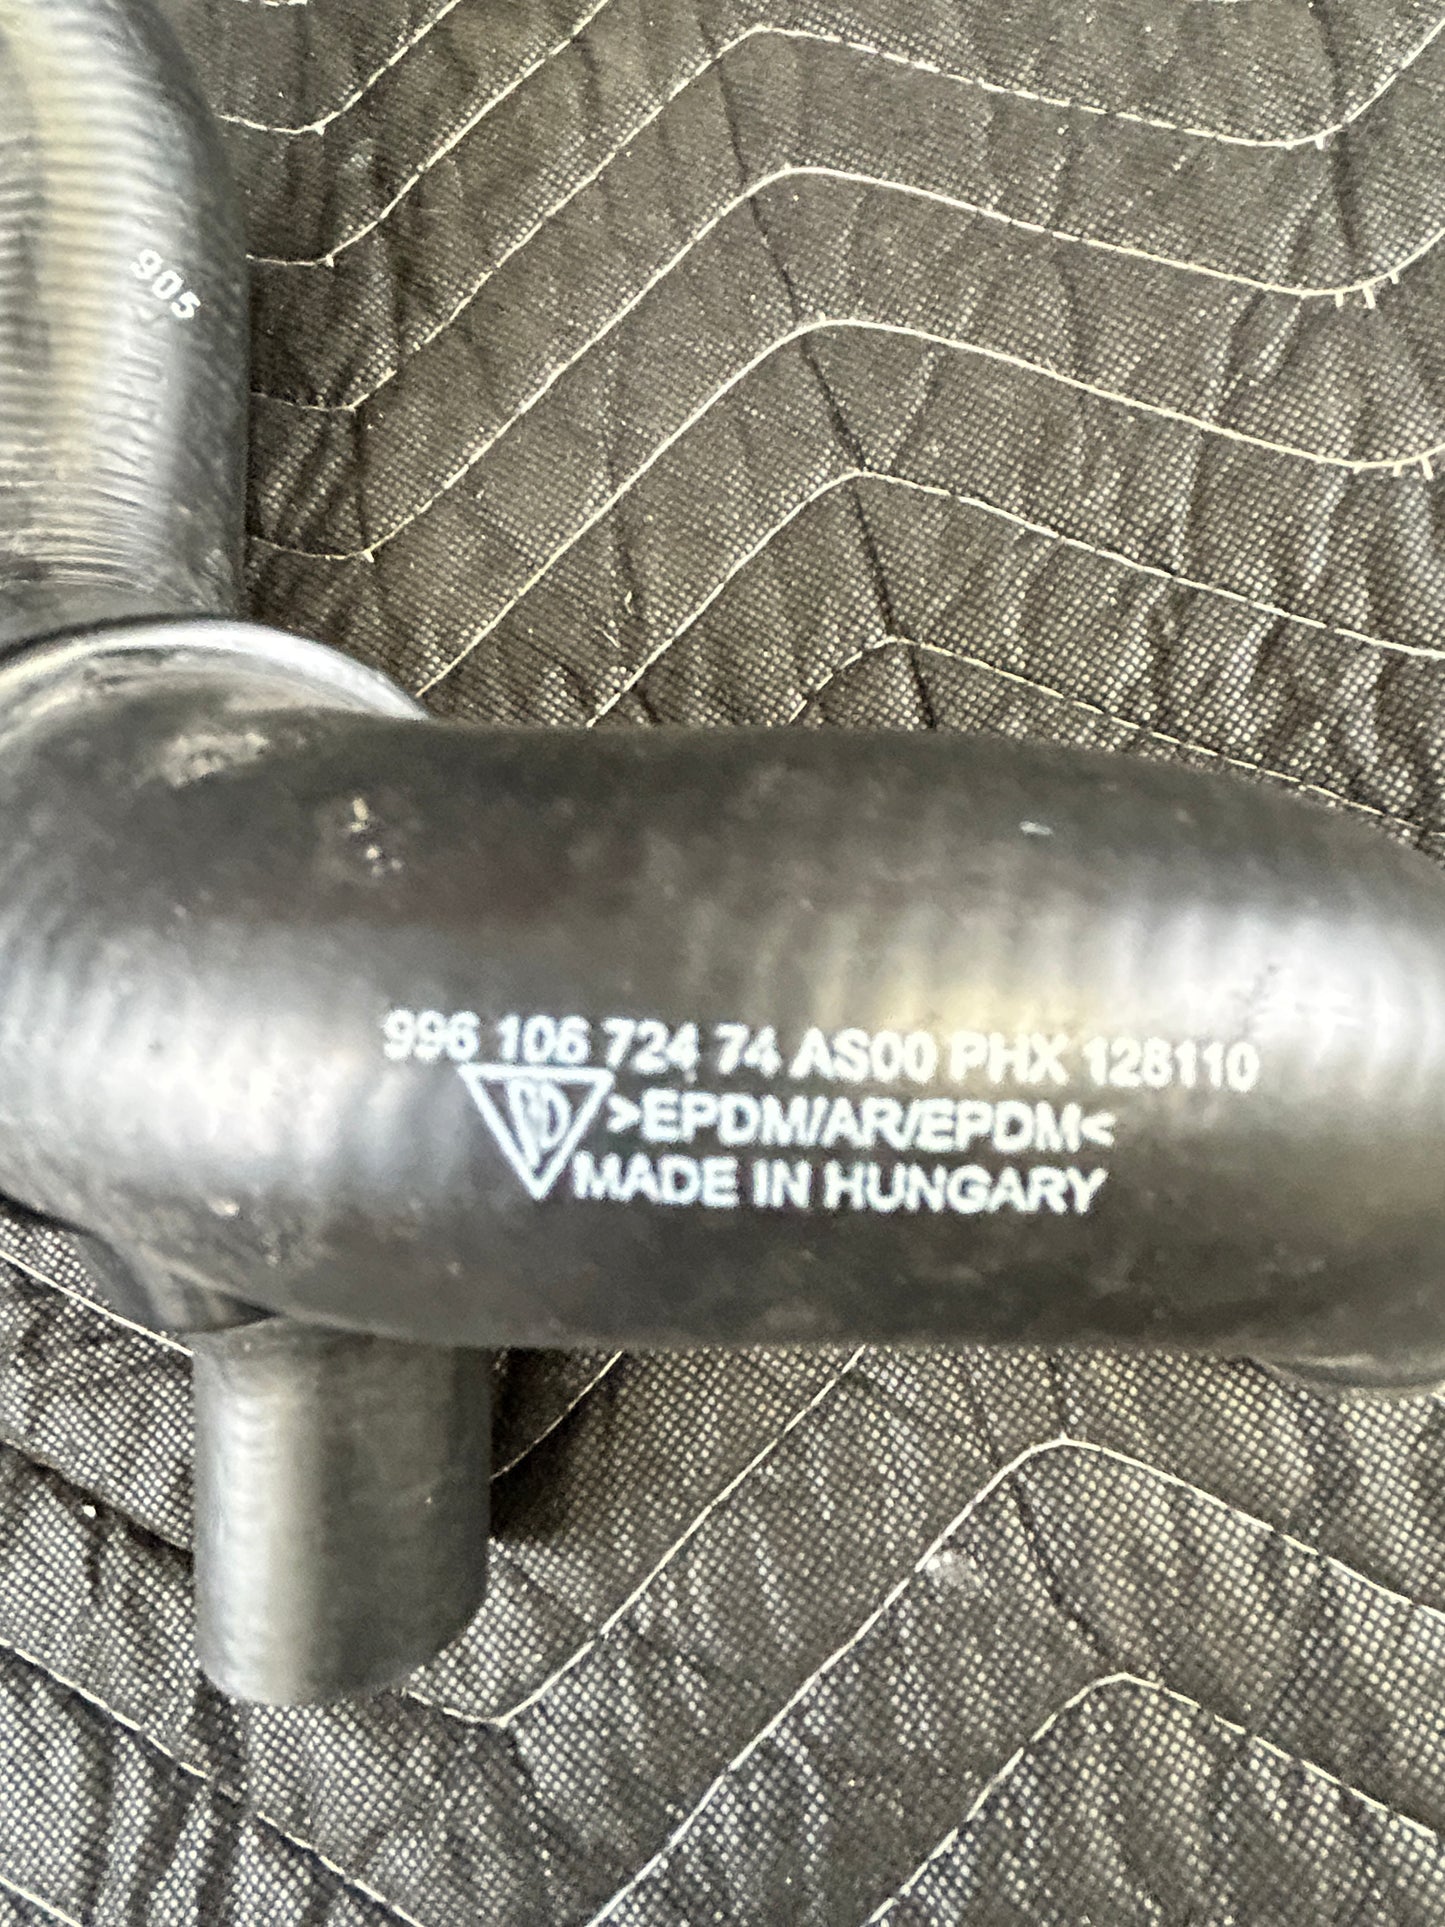 905
996 106 724 74 AS00 PHX 128110
>EPDM/AR/EPDM<
MADE IN HUNGARY